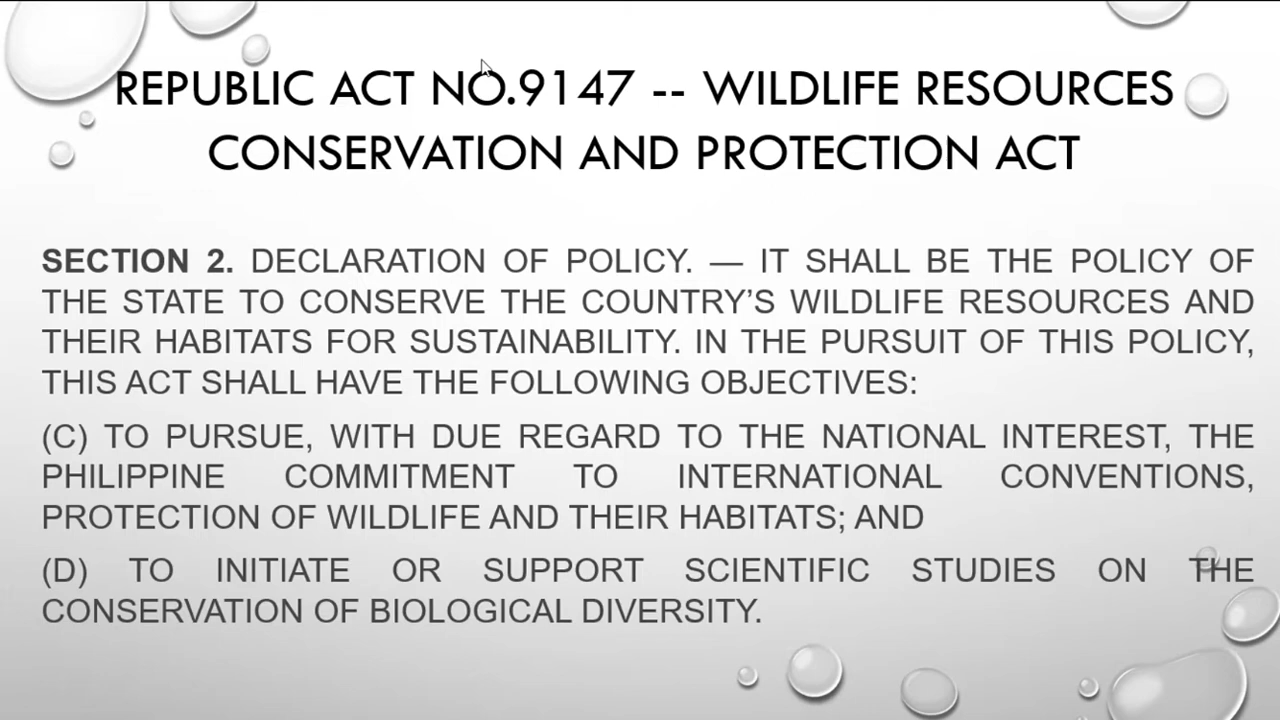 REPUBLIC ACT NO.9147 -- WILDLIFE RESOURCES
CONSERVATION AND PROTECTION ACT
SECTION 2. DECLARATION OF POLICY. — IT SHALL BE THE POLICY OF
THE STATE TO CONSERVE THE COUNTRY’S WILDLIFE RESOURCES AND
THEIR HABITATS FOR SUSTAINABILITY. IN THE PURSUIT OF THIS POLICY,
THIS ACT SHALL HAVE THE FOLLOWING OBJECTIVES:
(C) TO PURSUE, WITH DUE REGARD TO THE NATIONAL INTEREST, THE
PHILIPPINE COMMITMENT TO INTERNATIONAL CONVENTIONS,
PROTECTION OF WILDLIFE AND THEIR HABITATS; AND
(D) TO INITIATE OR SUPPORT SCIENTIFIC STUDIES ON THE
CONSERVATION OF BIOLOGICAL DIVERSITY.